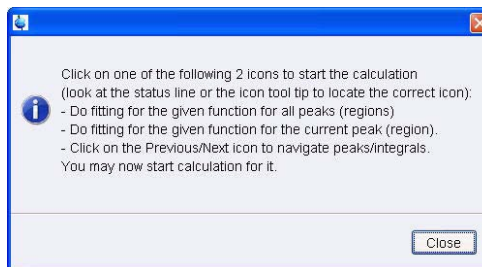 Click on one of the following 2 icons to start the calculation
(look at the status line or the icon tool tip to locate the correct icon):
- Do fitting for the given function for all peaks (regions)
- Do fitting for the given function for the current peak (region).
- Click on the Previous/Next icon to navigate peaks/integrals.
You may now start calculation for it.
Close